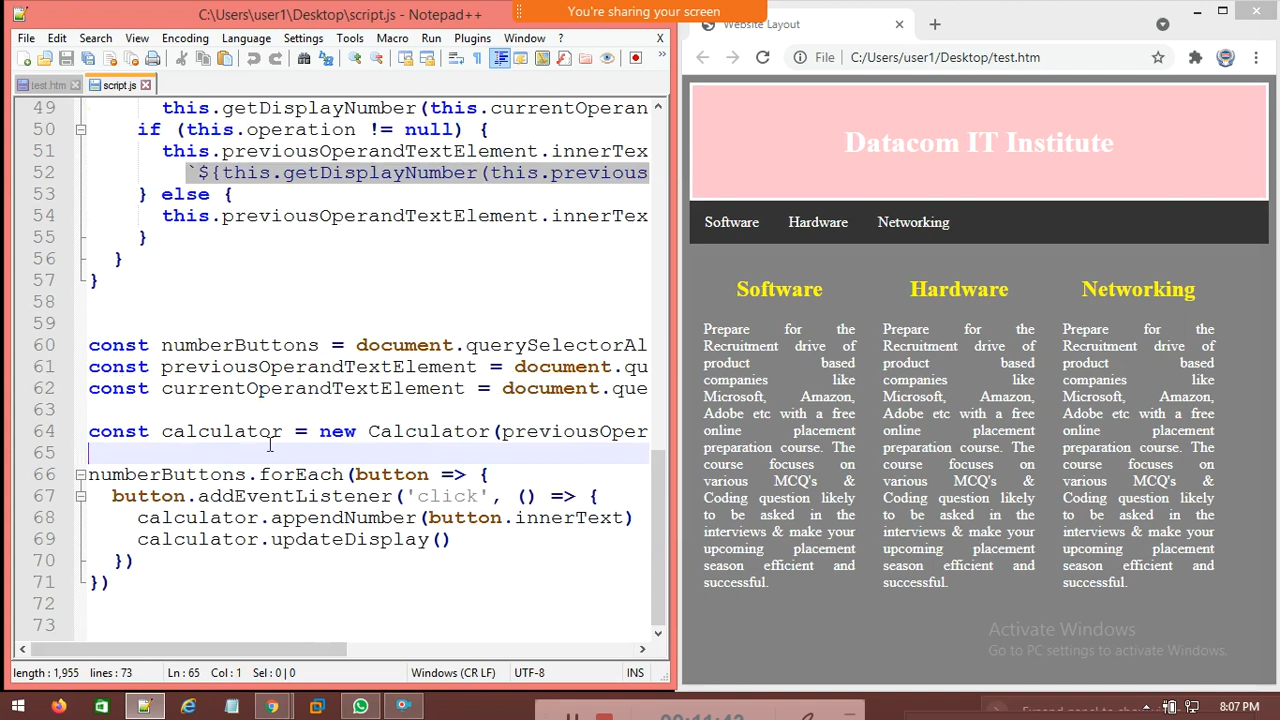 C:\Users\user1\Desktop\script.js - Notepad++
You're sharing your screen
File Edit Search View Encoding Language Settings Tools Macro Run Plugins Window ? X
test.htm script.js
49 this.getDisplayNumber(this.currentOperan
50 if (this.operation != null) {
51 this.previousOperandTextElement.innerTex
52 `${this.getDisplayNumber(this.previous
53 } else {
54 this.previousOperandTextElement.innerTex
55 }
56 }
57 }
58
59
60 const numberButtons = document.querySelectorAl
61 const previousOperandTextElement = document.qu
62 const currentOperandTextElement = document.que
63
64 const calculator = new Calculator(previousOper
65
66 numberButtons.forEach(button => {
67 button.addEventListener('click', () => {
68 calculator.appendNumber(button.innerText)
69 calculator.updateDisplay()
70 })
71 })
72
73
length : 1,955 lines : 73 Ln : 65 Col : 1 Sel : 0 | 0 Windows (CR LF) UTF-8 INS
Website Layout
File C:/Users/user1/Desktop/test.htm
Datacom IT Institute
Software Hardware Networking
Software
Prepare for the
Recruitment drive of
product based
companies like
Microsoft, Amazon,
Adobe etc with a free
online placement
preparation course. The
course focuses on
various MCQ's &
Coding question likely
to be asked in the
interviews & make your
upcoming placement
season efficient and
successful.
Hardware
Prepare for the
Recruitment drive of
product based
companies like
Microsoft, Amazon,
Adobe etc with a free
online placement
preparation course. The
course focuses on
various MCQ's &
Coding question likely
to be asked in the
interviews & make your
upcoming placement
season efficient and
successful.
Networking
Prepare for the
Recruitment drive of
product based
companies like
Microsoft, Amazon,
Adobe etc with a free
online placement
preparation course. The
course focuses on
various MCQ's &
Coding question likely
to be asked in the
interviews & make your
upcoming placement
season efficient and
successful.
Activate Windows
Go to PC settings to activate Windows.
8:07 PM